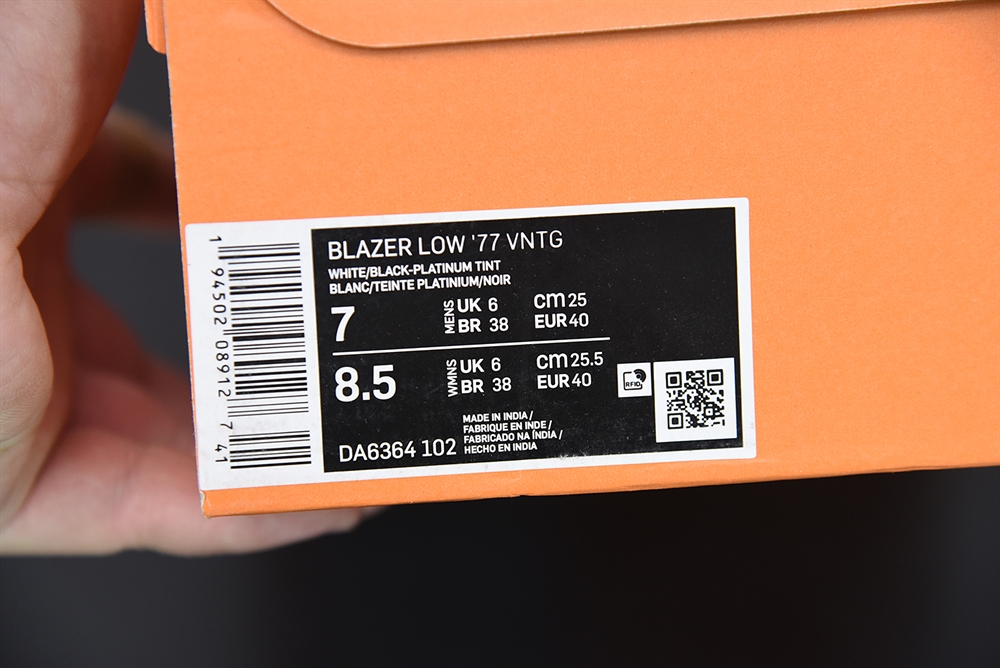 BLAZER LOW '77 VNTG
WHITE/BLACK-PLATINUM TINT
BLANC/TEINTE PLATINIUM/NOIR
7 MENS UK 6 cm 25
BR 38 EUR 40
8.5 WMNS UK 6 cm 25.5
BR 38 EUR 40
RFID
DA6364 102
MADE IN INDIA /
FABRIQUE EN INDE /
FABRICADO NA ÍNDIA /
HECHO EN INDIA
1 94502 08912 7 41